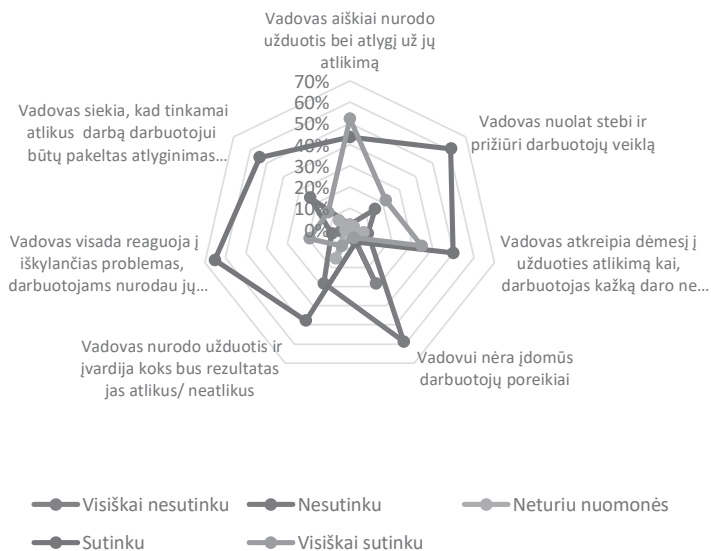 Vadovas aiškiai nurodo
užduotis bei atlygį už jų
atlikimą
70%
60%
50%
40%
30%
20%
10%
0%
Vadovas nuolat stebi ir
prižiūri darbuotojų veiklą
Vadovas atkreipia dėmesį į
užduoties atlikimą kai,
darbuotojas kažką daro ne…
Vadovui nėra įdomūs
darbuotojų poreikiai
Vadovas nurodo užduotis ir
įvardija koks bus rezultatas
jas atlikus/ neatlikus
Vadovas visada reaguoja į
iškylančias problemas,
darbuotojams nurodau jų…
Vadovas siekia, kad tinkamai
atlikus darbą darbuotojui
būtų pakeltas atlyginimas…
Visiškai nesutinku
Nesutinku
Neturiu nuomonės
Sutinku
Visiškai sutinku